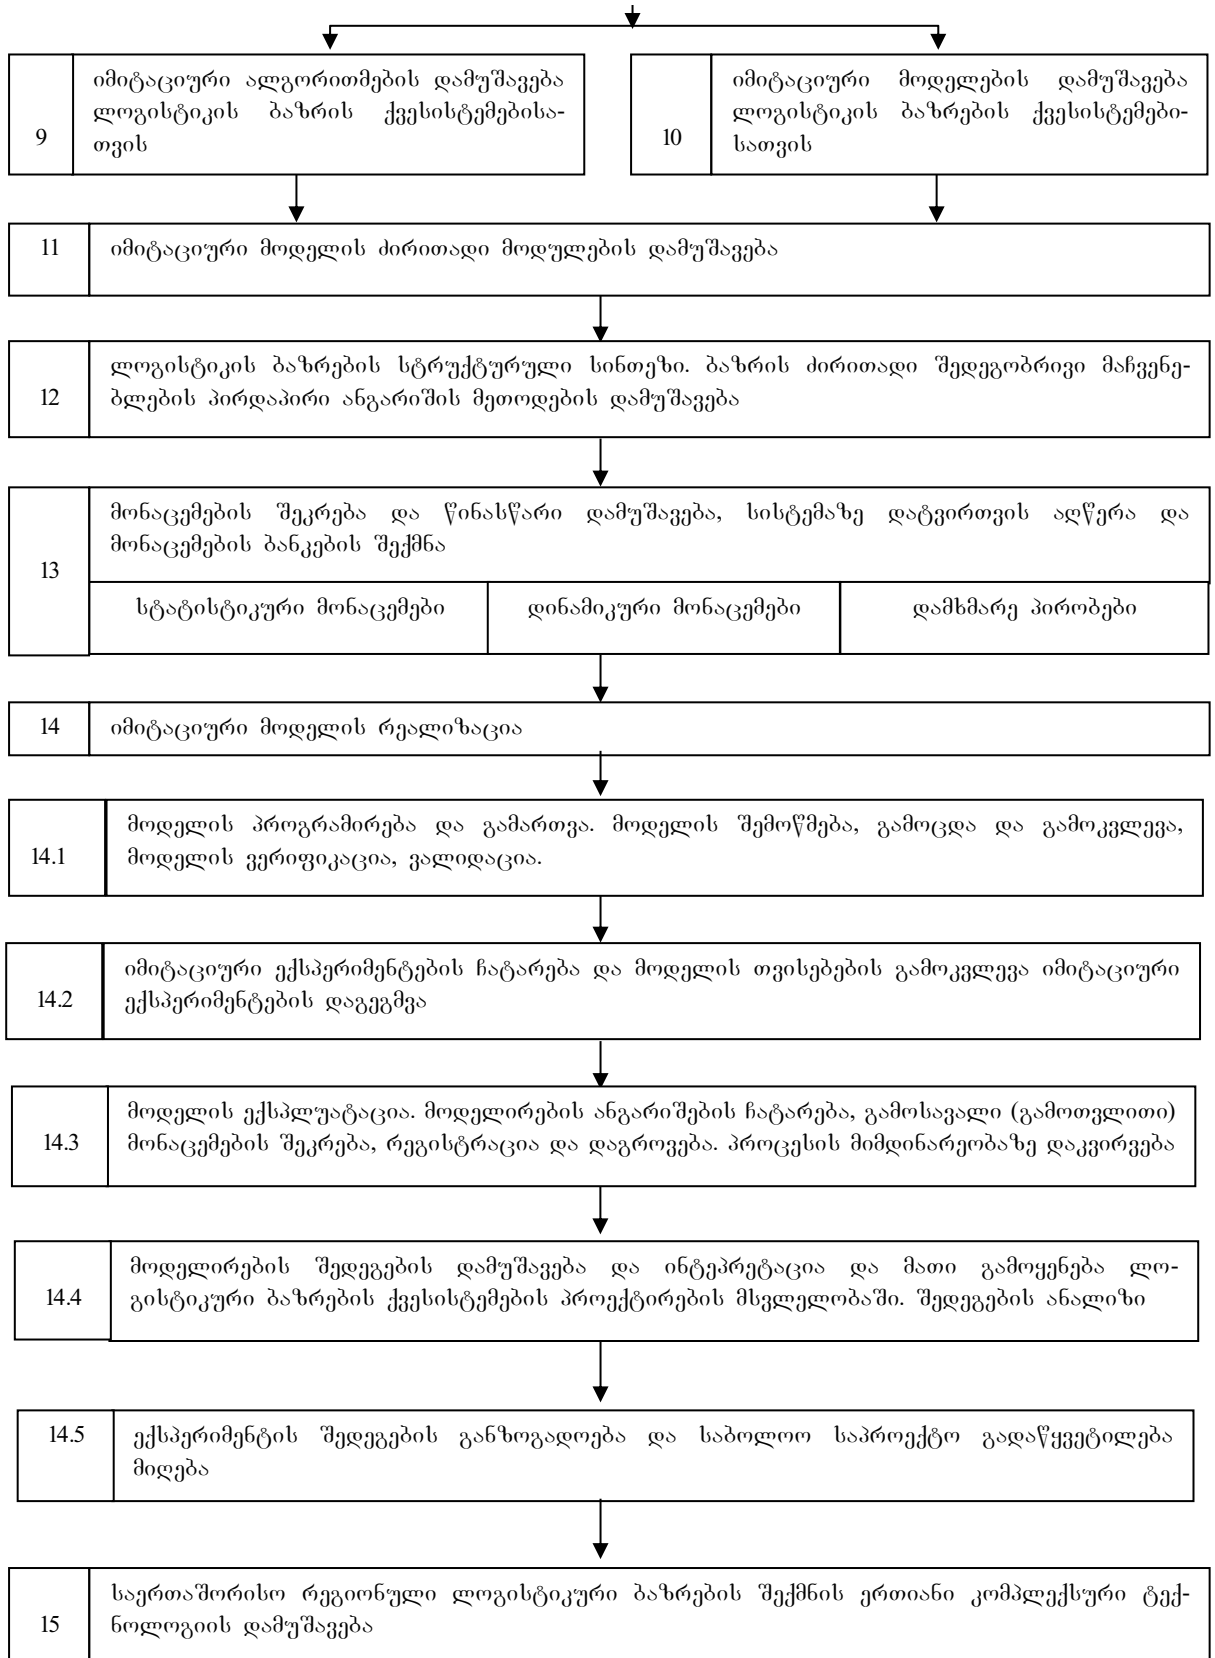 იმიტაციური ალგორითმების დამუშავება
ლოგისტიკის ბაზრის ქვესისტემებისა-
9 თვის
იმიტაციური მოდელების დამუშავება
ლოგისტიკის ბაზრების ქვესისტემები-
10 სათვის
11 იმიტაციური მოდელის ძირითადი მოდულების დამუშავება
ლოგისტიკის ბაზრების სტრუქტურული სინთეზი. ბაზრის ძირითადი შედეგობრივი მაჩვენე-
12 ბლების პირდაპირი ანგარიშის მეთოდების დამუშავება
მონაცემების შეკრება და წინასწარი დამუშავება, სისტემაზე დატვირთვის აღწერა და
მონაცემების ბანკების შექმნა
13
სტატისტიკური მონაცემები დინამიკური მონაცემები დამხმარე პირობები
14 იმიტაციური მოდელის რეალიზაცია
მოდელის პროგრამირება და გამართვა. მოდელის შემოწმება, გამოცდა და გამოკვლევა,
14.1 მოდელის ვერიფიკაცია, ვალიდაცია.
იმიტაციური ექსპერიმენტების ჩატარება და მოდელის თვისებების გამოკვლევა იმიტაციური
14.2 ექსპერიმენტების დაგეგმვა
მოდელის ექსპლუატაცია. მოდელირების ანგარიშების ჩატარება, გამოსავალი (გამოთვლითი)
14.3 მონაცემების შეკრება, რეგისტრაცია და დაგროვება. პროცესის მიმდინარეობაზე დაკვირვება
მოდელირების შედეგების დამუშავება და ინტეპრეტაცია და მათი გამოყენება ლო-
14.4 გისტიკური ბაზრების ქვესისტემების პროექტირების მსვლელობაში. შედეგების ანალიზი
14.5 ექსპერიმენტის შედეგების განზოგადოება და საბოლოო საპროექტო გადაწყვეტილება
მიღება
საერთაშორისო რეგიონული ლოგისტიკური ბაზრების შექმნის ერთიანი კომპლექსური ტექ-
15 ნოლოგიის დამუშავება